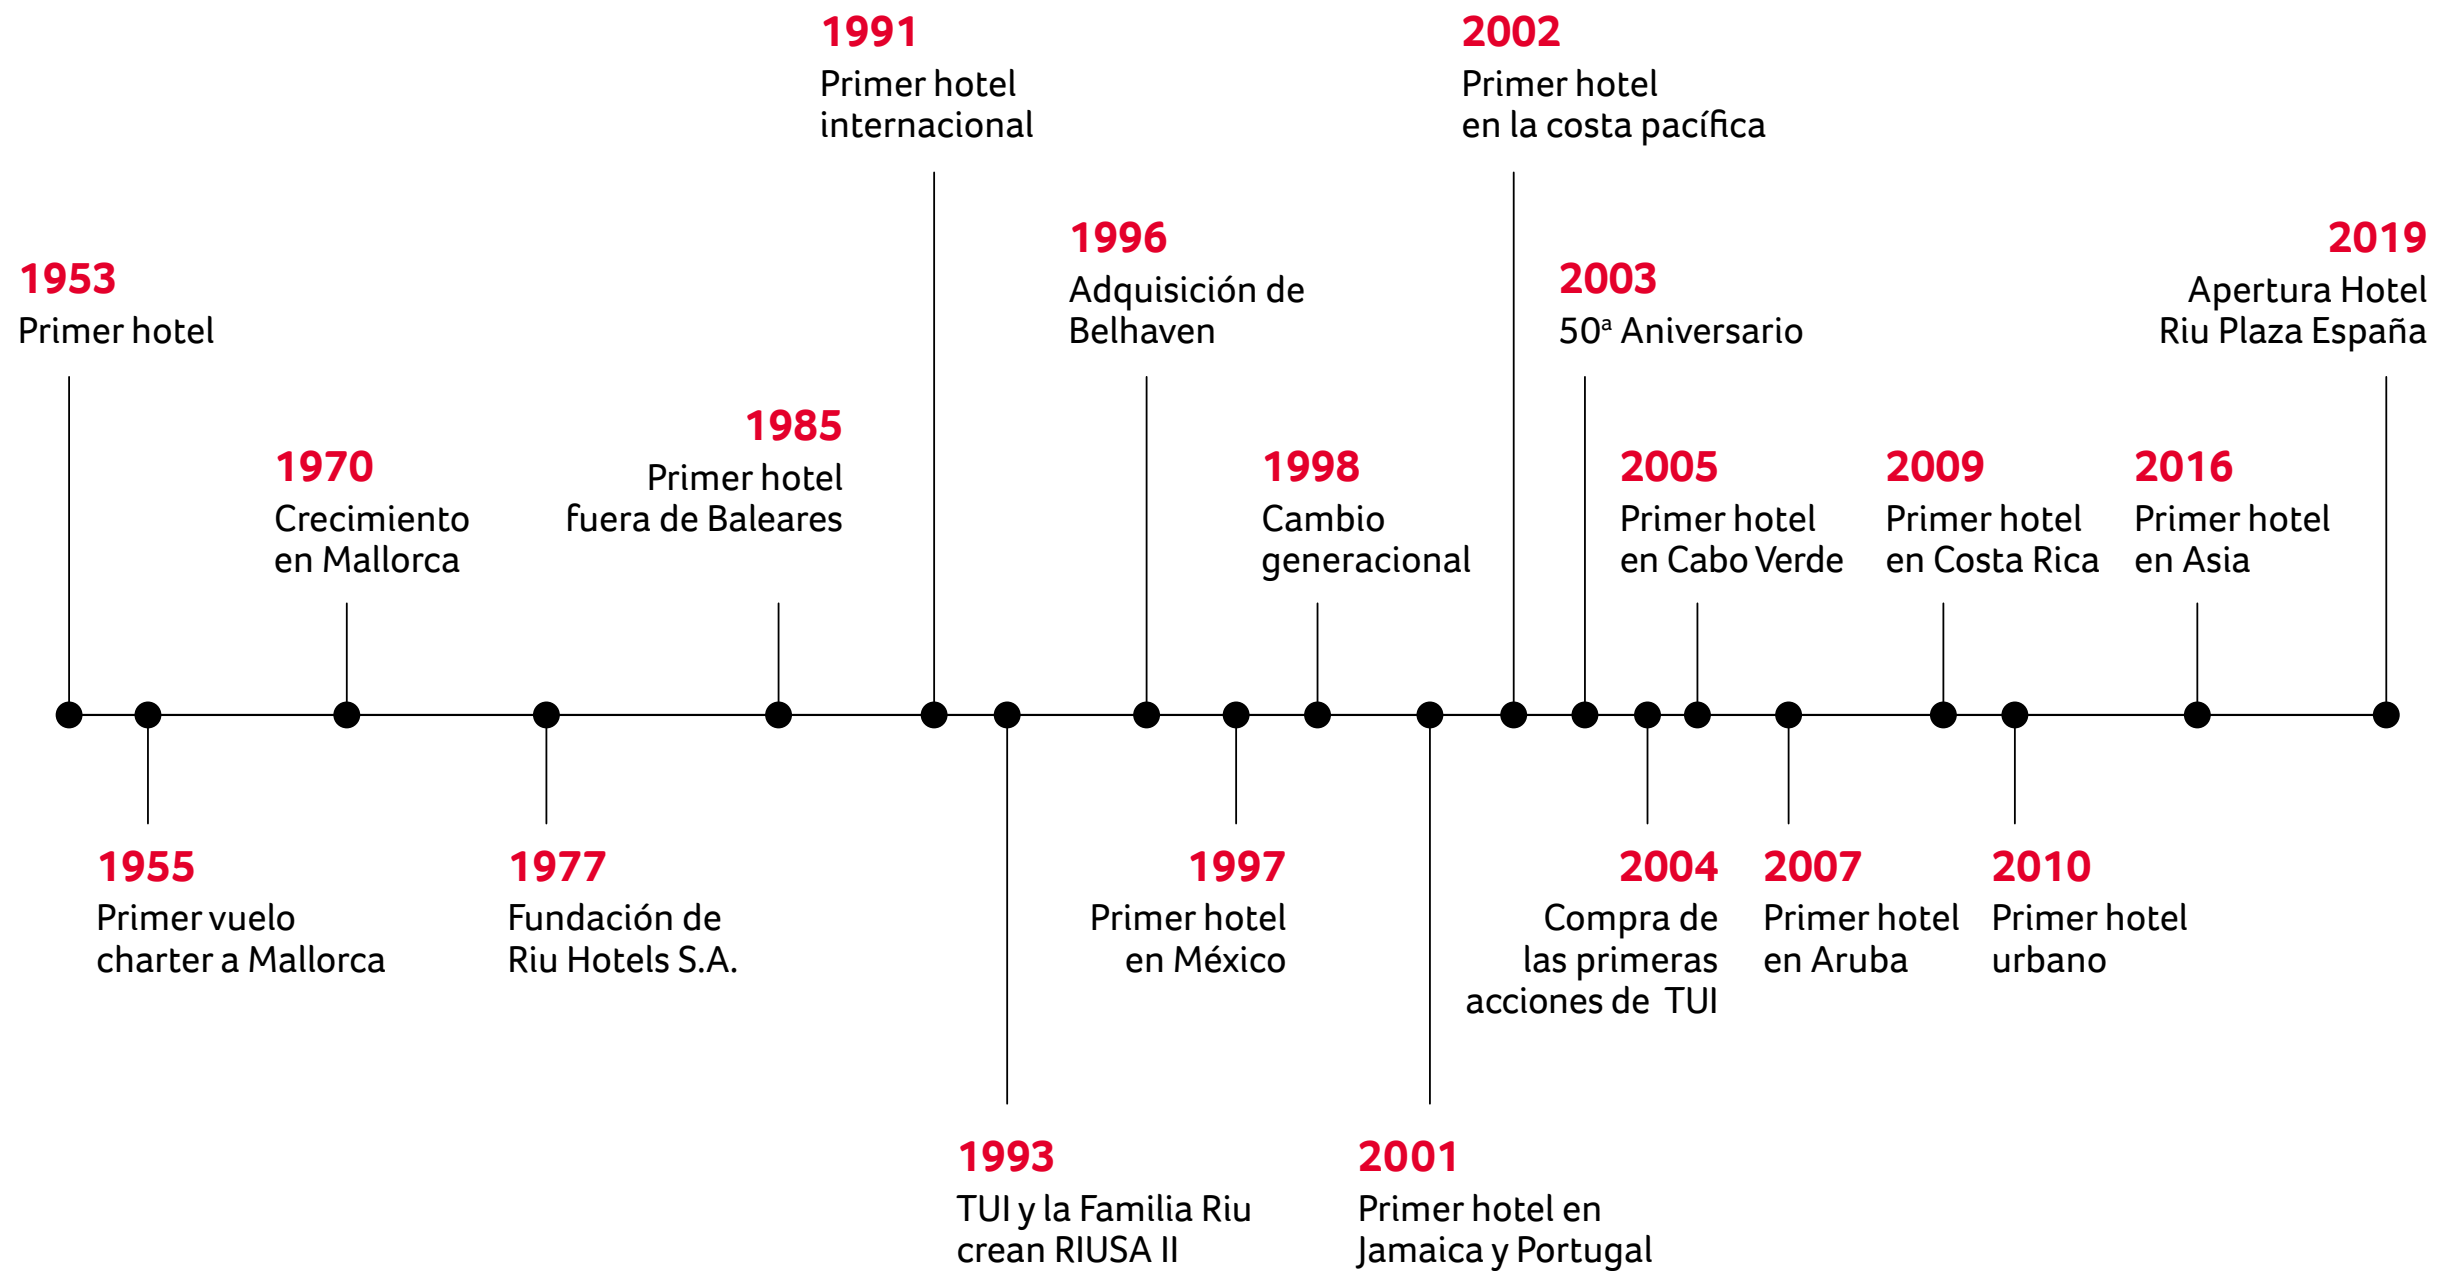 1953
Primer hotel
1955
Primer vuelo
charter a Mallorca
1970
Crecimiento
en Mallorca
1977
Fundación de
Riu Hotels S.A.
1985
Primer hotel
fuera de Baleares
1991
Primer hotel
internacional
1993
TUI y la Familia Riu
crean RIUSA II
1996
Adquisición de
Belhaven
1997
Primer hotel
en México
1998
Cambio
generacional
2001
Primer hotel en
Jamaica y Portugal
2002
Primer hotel
en la costa pacífica
2003
50ª Aniversario
2004
Compra de
las primeras
acciones de TUI
2005
Primer hotel
en Cabo Verde
2007
Primer hotel
en Aruba
2009
Primer hotel
en Costa Rica
2010
Primer hotel
urbano
2016
Primer hotel
en Asia
2019
Apertura Hotel
Riu Plaza España